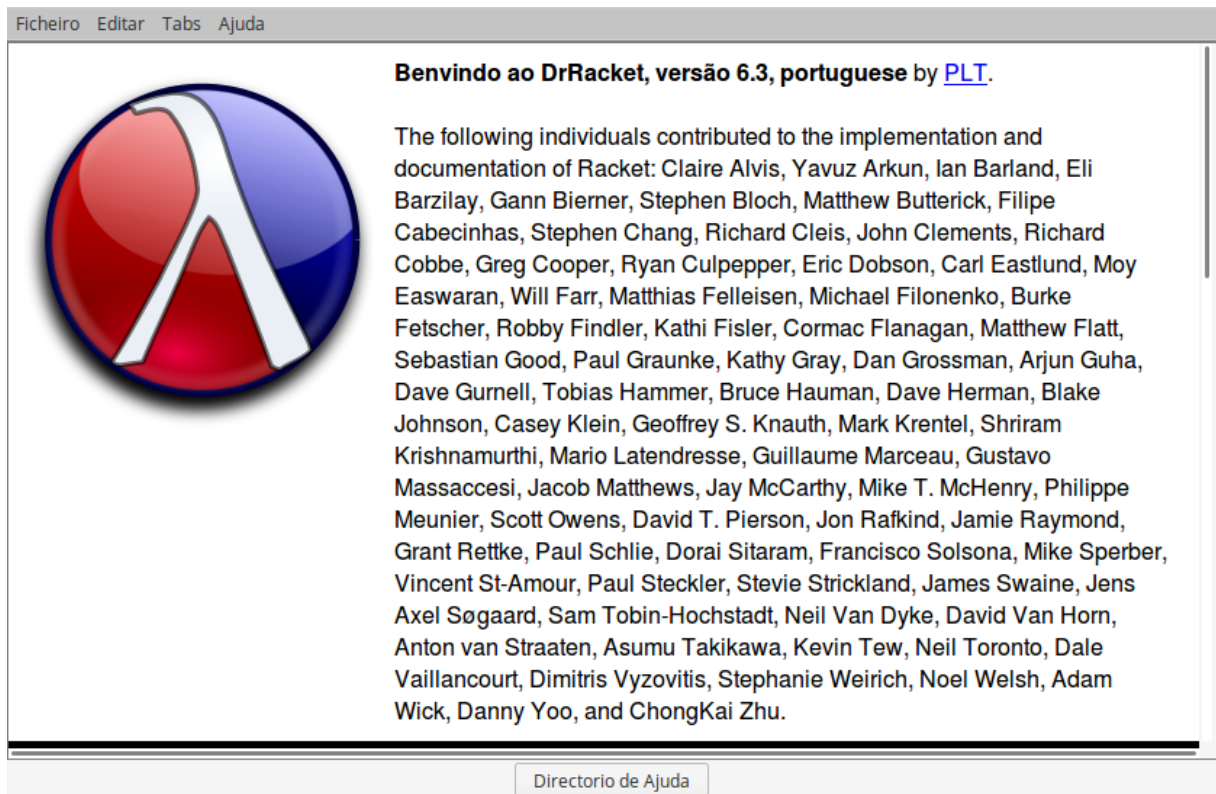 Ficheiro Editar Tabs Ajuda
Benvindo ao DrRacket, versão 6.3, portuguese by PLT.
The following individuals contributed to the implementation and
documentation of Racket: Claire Alvis, Yavuz Arkun, Ian Barland, Eli
Barzilay, Gann Bierner, Stephen Bloch, Matthew Butterick, Filipe
Cabecinhas, Stephen Chang, Richard Cleis, John Clements, Richard
Cobbe, Greg Cooper, Ryan Culpepper, Eric Dobson, Carl Eastlund, Moy
Easwaran, Will Farr, Matthias Felleisen, Michael Filonenko, Burke
Fetscher, Robby Findler, Kathi Fisler, Cormac Flanagan, Matthew Flatt,
Sebastian Good, Paul Graunke, Kathy Gray, Dan Grossman, Arjun Guha,
Dave Gurnell, Tobias Hammer, Bruce Hauman, Dave Herman, Blake
Johnson, Casey Klein, Geoffrey S. Knauth, Mark Krentel, Shriram
Krishnamurthi, Mario Latendresse, Guillaume Marceau, Gustavo
Massaccesi, Jacob Matthews, Jay McCarthy, Mike T. McHenry, Philippe
Meunier, Scott Owens, David T. Pierson, Jon Rafkind, Jamie Raymond,
Grant Rettke, Paul Schlie, Dorai Sitaram, Francisco Solsona, Mike Sperber,
Vincent St-Amour, Paul Steckler, Stevie Strickland, James Swaine, Jens
Axel Søgaard, Sam Tobin-Hochstadt, Neil Van Dyke, David Van Horn,
Anton van Straaten, Asumu Takikawa, Kevin Tew, Neil Toronto, Dale
Vaillancourt, Dimitris Vyzovitis, Stephanie Weirich, Noel Welsh, Adam
Wick, Danny Yoo, and ChongKai Zhu.
Directorio de Ajuda